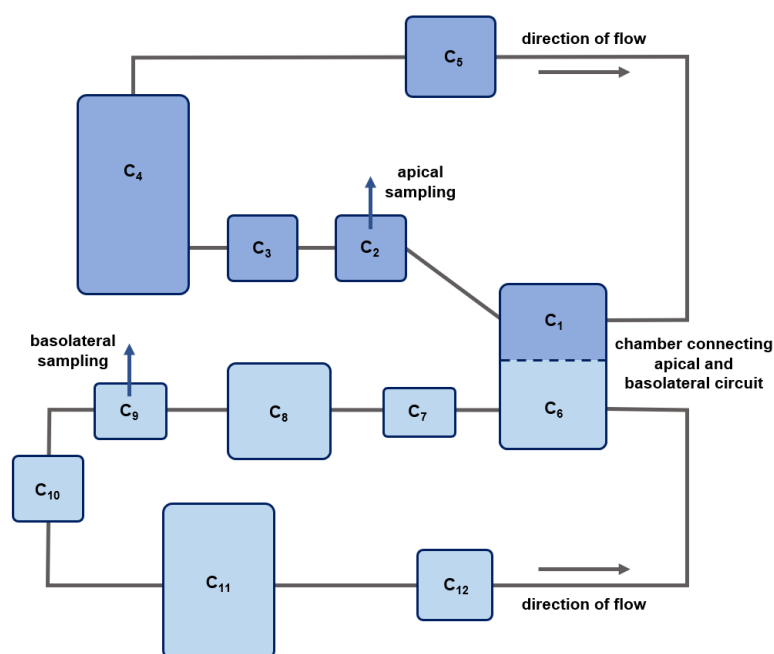 direction of flow
C₅
C₄
apical
sampling
C₃
C₂
C₁
chamber connecting
apical and
basolateral circuit
basolateral
sampling
C₉
C₈
C₇
C₆
C₁₀
C₁₁
C₁₂
direction of flow